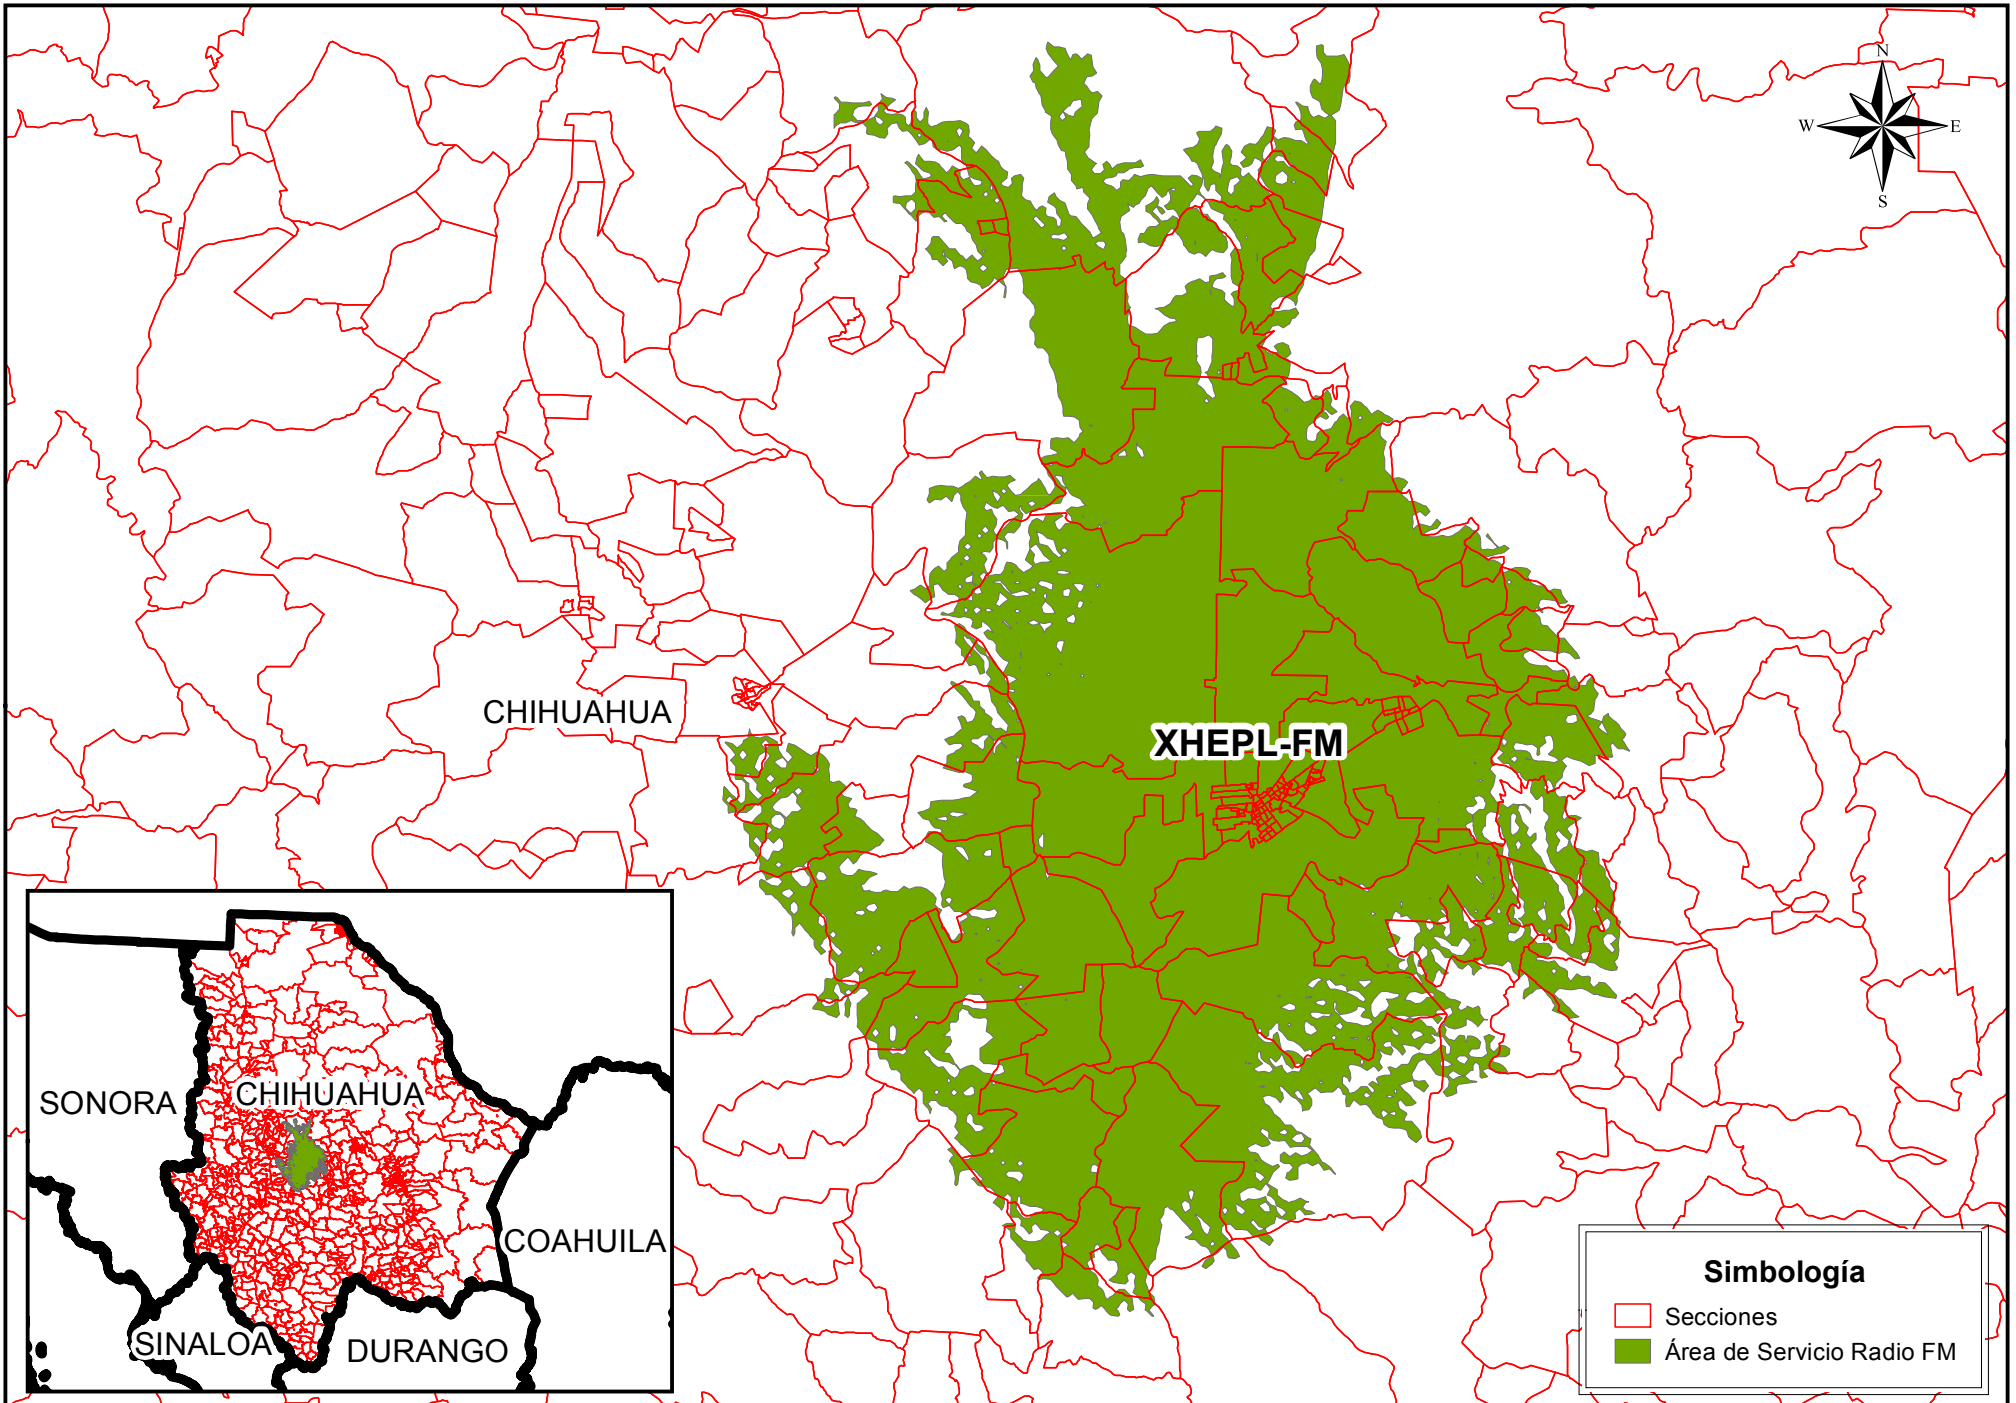 N
W E
S
CHIHUAHUA
XHEPL-FM
SONORA
CHIHUAHUA
COAHUILA
SINALOA
DURANGO
Simbología
Secciones
Área de Servicio Radio FM